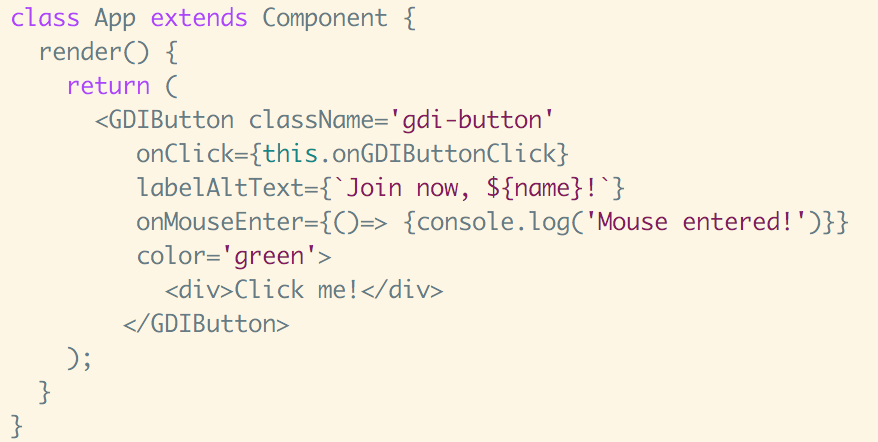 class App extends Component {
  render() {
    return (
      <GDIButton className='gdi-button'
         onClick={this.onGDIButtonClick}
         labelAltText={`Join now, ${name}!`}
         onMouseEnter={()=> {console.log('Mouse entered!')}}
         color='green'>
           <div>Click me!</div>
        </GDIButton>
    );
  }
}